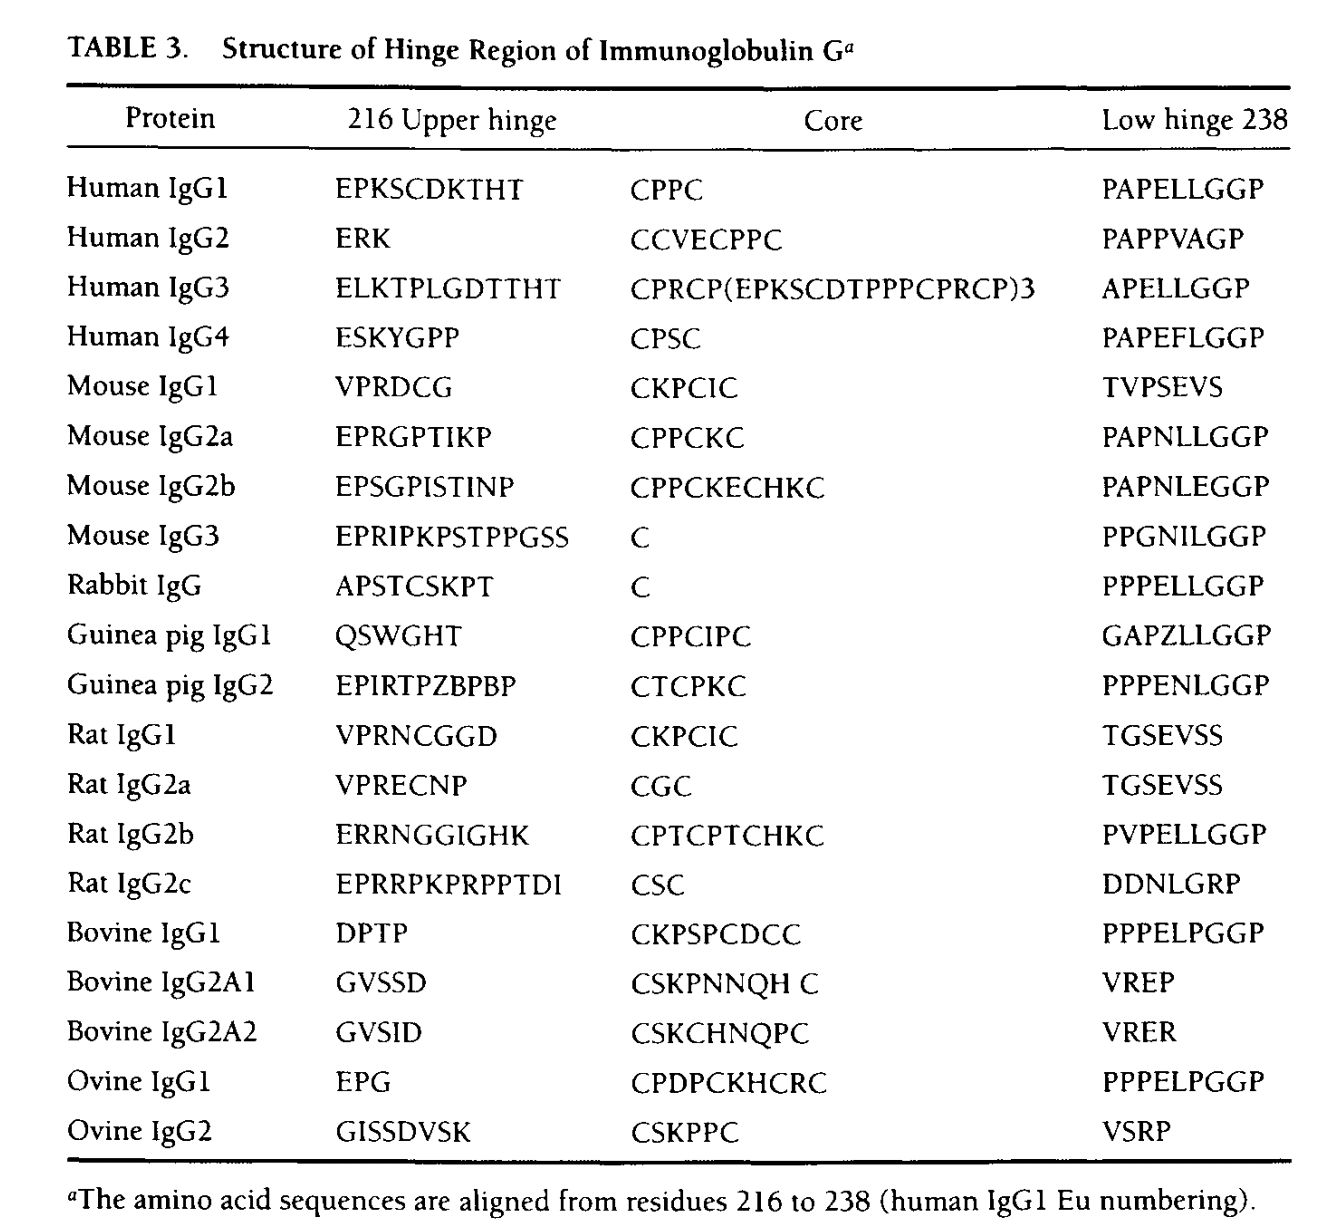 TABLE 3. Structure of Hinge Region of Immunoglobulin Gᵃ
Protein 216 Upper hinge Core Low hinge 238
Human IgG1 EPKSCDKTHT CPPC PAPELLGGP
Human IgG2 ERK CCVECPPC PAPPVAGP
Human IgG3 ELKTPLGDTTHT CPRCP(EPKSCDTPPPCPRCP)3 APELLGGP
Human IgG4 ESKYGPP CPSC PAPEFLGGP
Mouse IgG1 VPRDCG CKPCIC TVPSEVS
Mouse IgG2a EPRGPTIKP CPPCKC PAPNLLGGP
Mouse IgG2b EPSGPISTINP CPPCKECHKC PAPNLEGGP
Mouse IgG3 EPRIPKPSTPPGSS C PPGNILGGP
Rabbit IgG APSTCSKPT C PPPELLGGP
Guinea pig IgG1 QSWGHT CPPCIPC GAPZLLGGP
Guinea pig IgG2 EPIRTPZBPBP CTCPKC PPPENLGGP
Rat IgG1 VPRNCGGD CKPCIC TGSEVSS
Rat IgG2a VPRECNP CGC TGSEVSS
Rat IgG2b ERRNGGIGHK CPTCPTCHKC PVPELLGGP
Rat IgG2c EPRRPKPRPPTDI CSC DDNLGRP
Bovine IgG1 DPTP CKPSPCDCC PPPELPGGP
Bovine IgG2A1 GVSSD CSKPNNQH C VREP
Bovine IgG2A2 GVSID CSKCHNQPC VRER
Ovine IgG1 EPG CPDPCKHCRC PPPELPGGP
Ovine IgG2 GISSDVSK CSKPPC VSRP
ᵃThe amino acid sequences are aligned from residues 216 to 238 (human IgG1 Eu numbering).